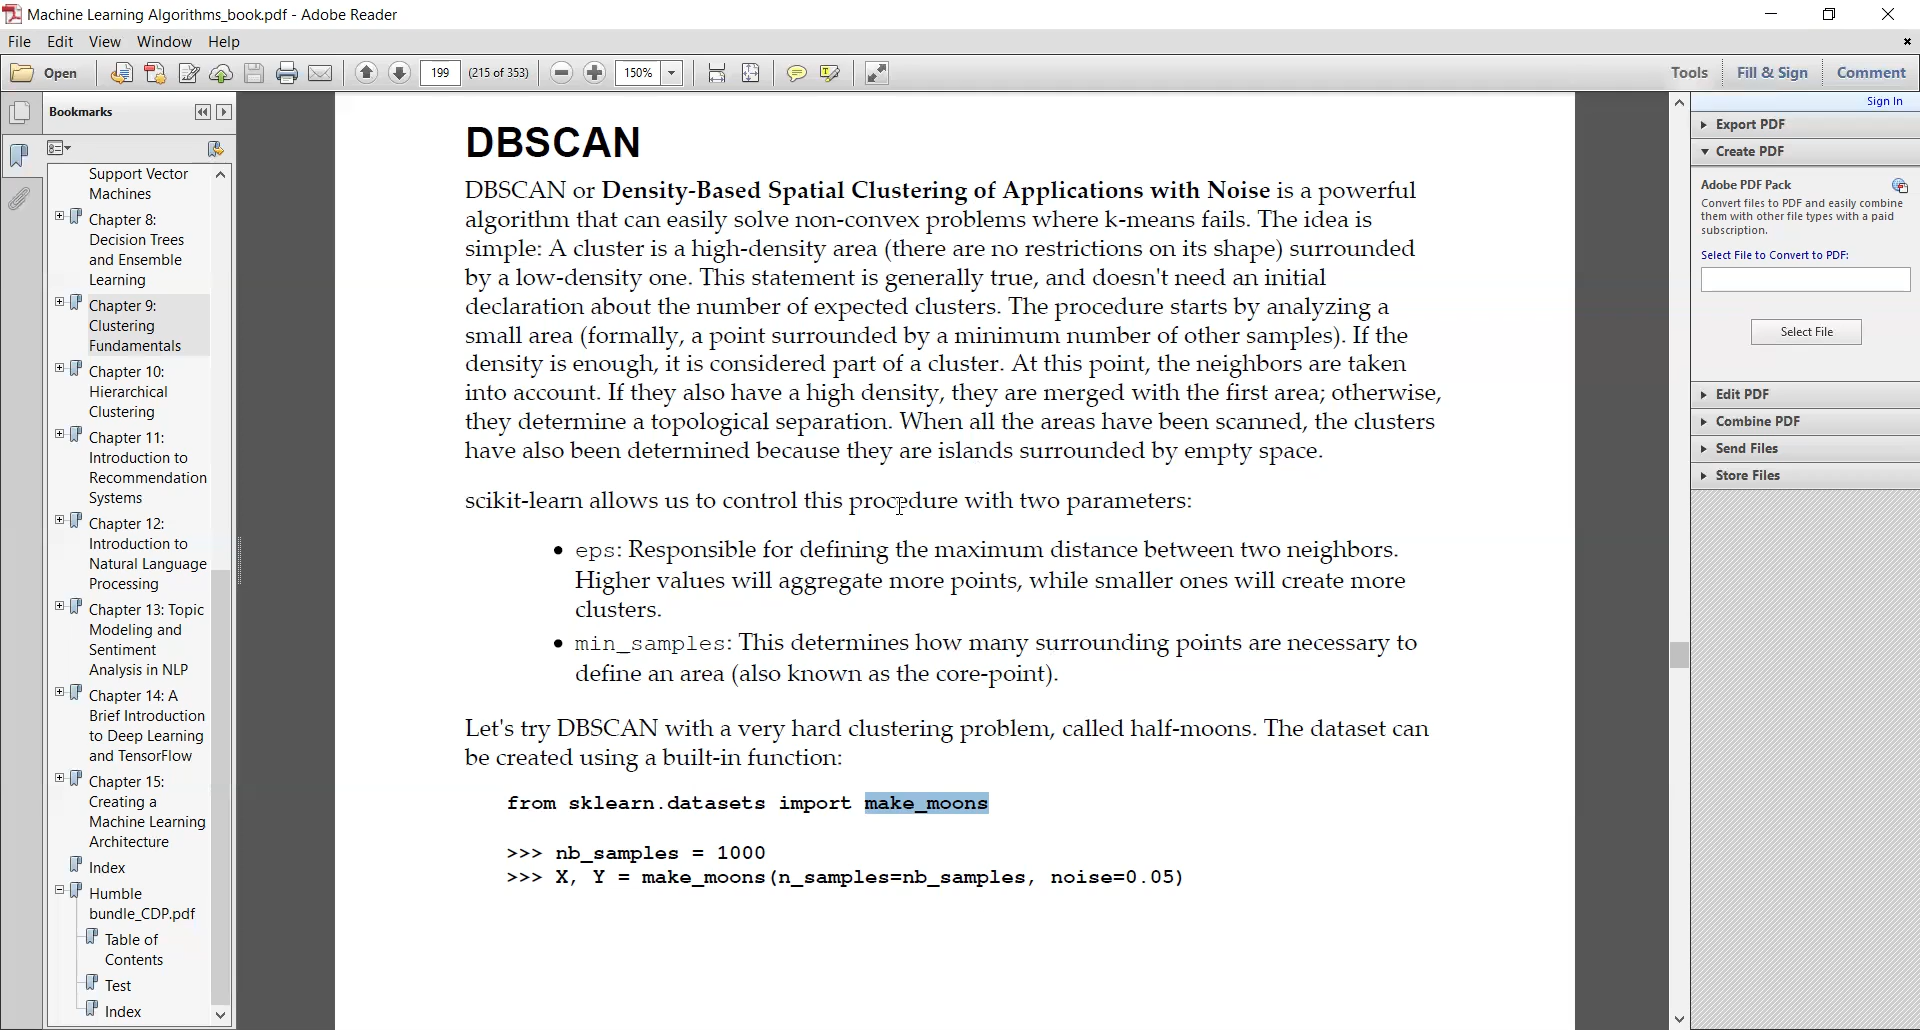 Machine Learning Algorithms_book.pdf - Adobe Reader
File Edit View Window Help
Open 199 (215 of 353) 150% Tools Fill & Sign Comment
Bookmarks
Support Vector
Machines
Chapter 8:
Decision Trees
and Ensemble
Learning
Chapter 9:
Clustering
Fundamentals
Chapter 10:
Hierarchical
Clustering
Chapter 11:
Introduction to
Recommendation
Systems
Chapter 12:
Introduction to
Natural Language
Processing
Chapter 13: Topic
Modeling and
Sentiment
Analysis in NLP
Chapter 14: A
Brief Introduction
to Deep Learning
and TensorFlow
Chapter 15:
Creating a
Machine Learning
Architecture
Index
Humble
bundle_CDP.pdf
Table of
Contents
Test
Index
DBSCAN
DBSCAN or Density-Based Spatial Clustering of Applications with Noise is a powerful
algorithm that can easily solve non-convex problems where k-means fails. The idea is
simple: A cluster is a high-density area (there are no restrictions on its shape) surrounded
by a low-density one. This statement is generally true, and doesn't need an initial
declaration about the number of expected clusters. The procedure starts by analyzing a
small area (formally, a point surrounded by a minimum number of other samples). If the
density is enough, it is considered part of a cluster. At this point, the neighbors are taken
into account. If they also have a high density, they are merged with the first area; otherwise,
they determine a topological separation. When all the areas have been scanned, the clusters
have also been determined because they are islands surrounded by empty space.
scikit-learn allows us to control this procedure with two parameters:
• eps: Responsible for defining the maximum distance between two neighbors.
Higher values will aggregate more points, while smaller ones will create more
clusters.
• min_samples: This determines how many surrounding points are necessary to
define an area (also known as the core-point).
Let's try DBSCAN with a very hard clustering problem, called half-moons. The dataset can
be created using a built-in function:
from sklearn.datasets import make_moons
>>> nb_samples = 1000
>>> X, Y = make_moons(n_samples=nb_samples, noise=0.05)
Sign In
Export PDF
Create PDF
Adobe PDF Pack
Convert files to PDF and easily combine
them with other file types with a paid
subscription.
Select File to Convert to PDF:
Select File
Edit PDF
Combine PDF
Send Files
Store Files